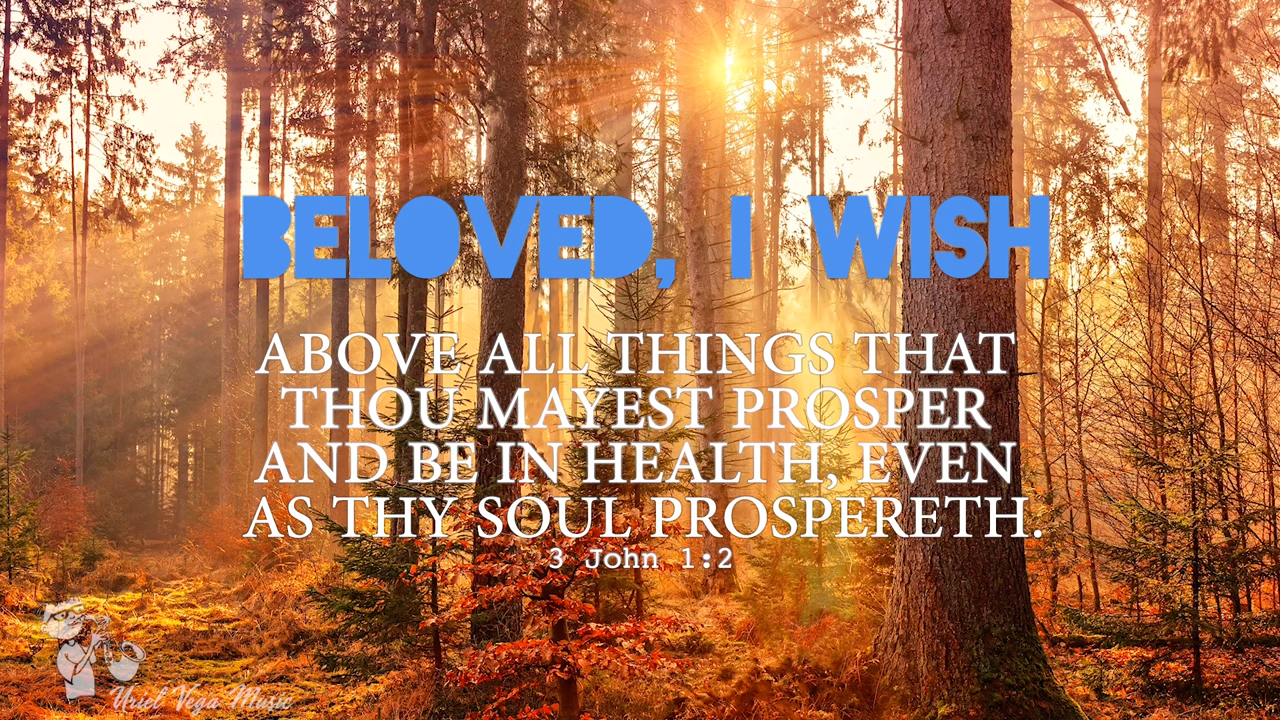 BELOVED, I WISH
ABOVE ALL THINGS THAT
THOU MAYEST PROSPER
AND BE IN HEALTH, EVEN
AS THY SOUL PROSPERETH.
3 John 1:2
Uriel Vega Music